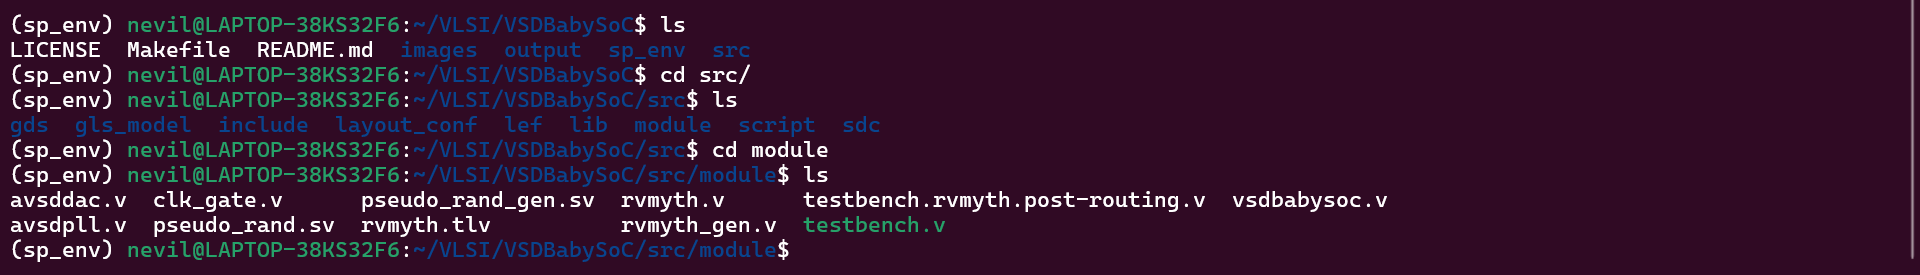 (sp_env) nevil@LAPTOP-38KS32F6:~/VLSI/VSDBabySoC$ ls
LICENSE  Makefile  README.md  images  output  sp_env  src
(sp_env) nevil@LAPTOP-38KS32F6:~/VLSI/VSDBabySoC$ cd src/
(sp_env) nevil@LAPTOP-38KS32F6:~/VLSI/VSDBabySoC/src$ ls
gds  gls_model  include  layout_conf  lef  lib  module  script  sdc
(sp_env) nevil@LAPTOP-38KS32F6:~/VLSI/VSDBabySoC/src$ cd module
(sp_env) nevil@LAPTOP-38KS32F6:~/VLSI/VSDBabySoC/src/module$ ls
avsddac.v  clk_gate.v      pseudo_rand_gen.sv  rvmyth.v      testbench.rvmyth.post-routing.v  vsdbabysoc.v
avsdpll.v  pseudo_rand.sv  rvmyth.tlv          rvmyth_gen.v  testbench.v
(sp_env) nevil@LAPTOP-38KS32F6:~/VLSI/VSDBabySoC/src/module$